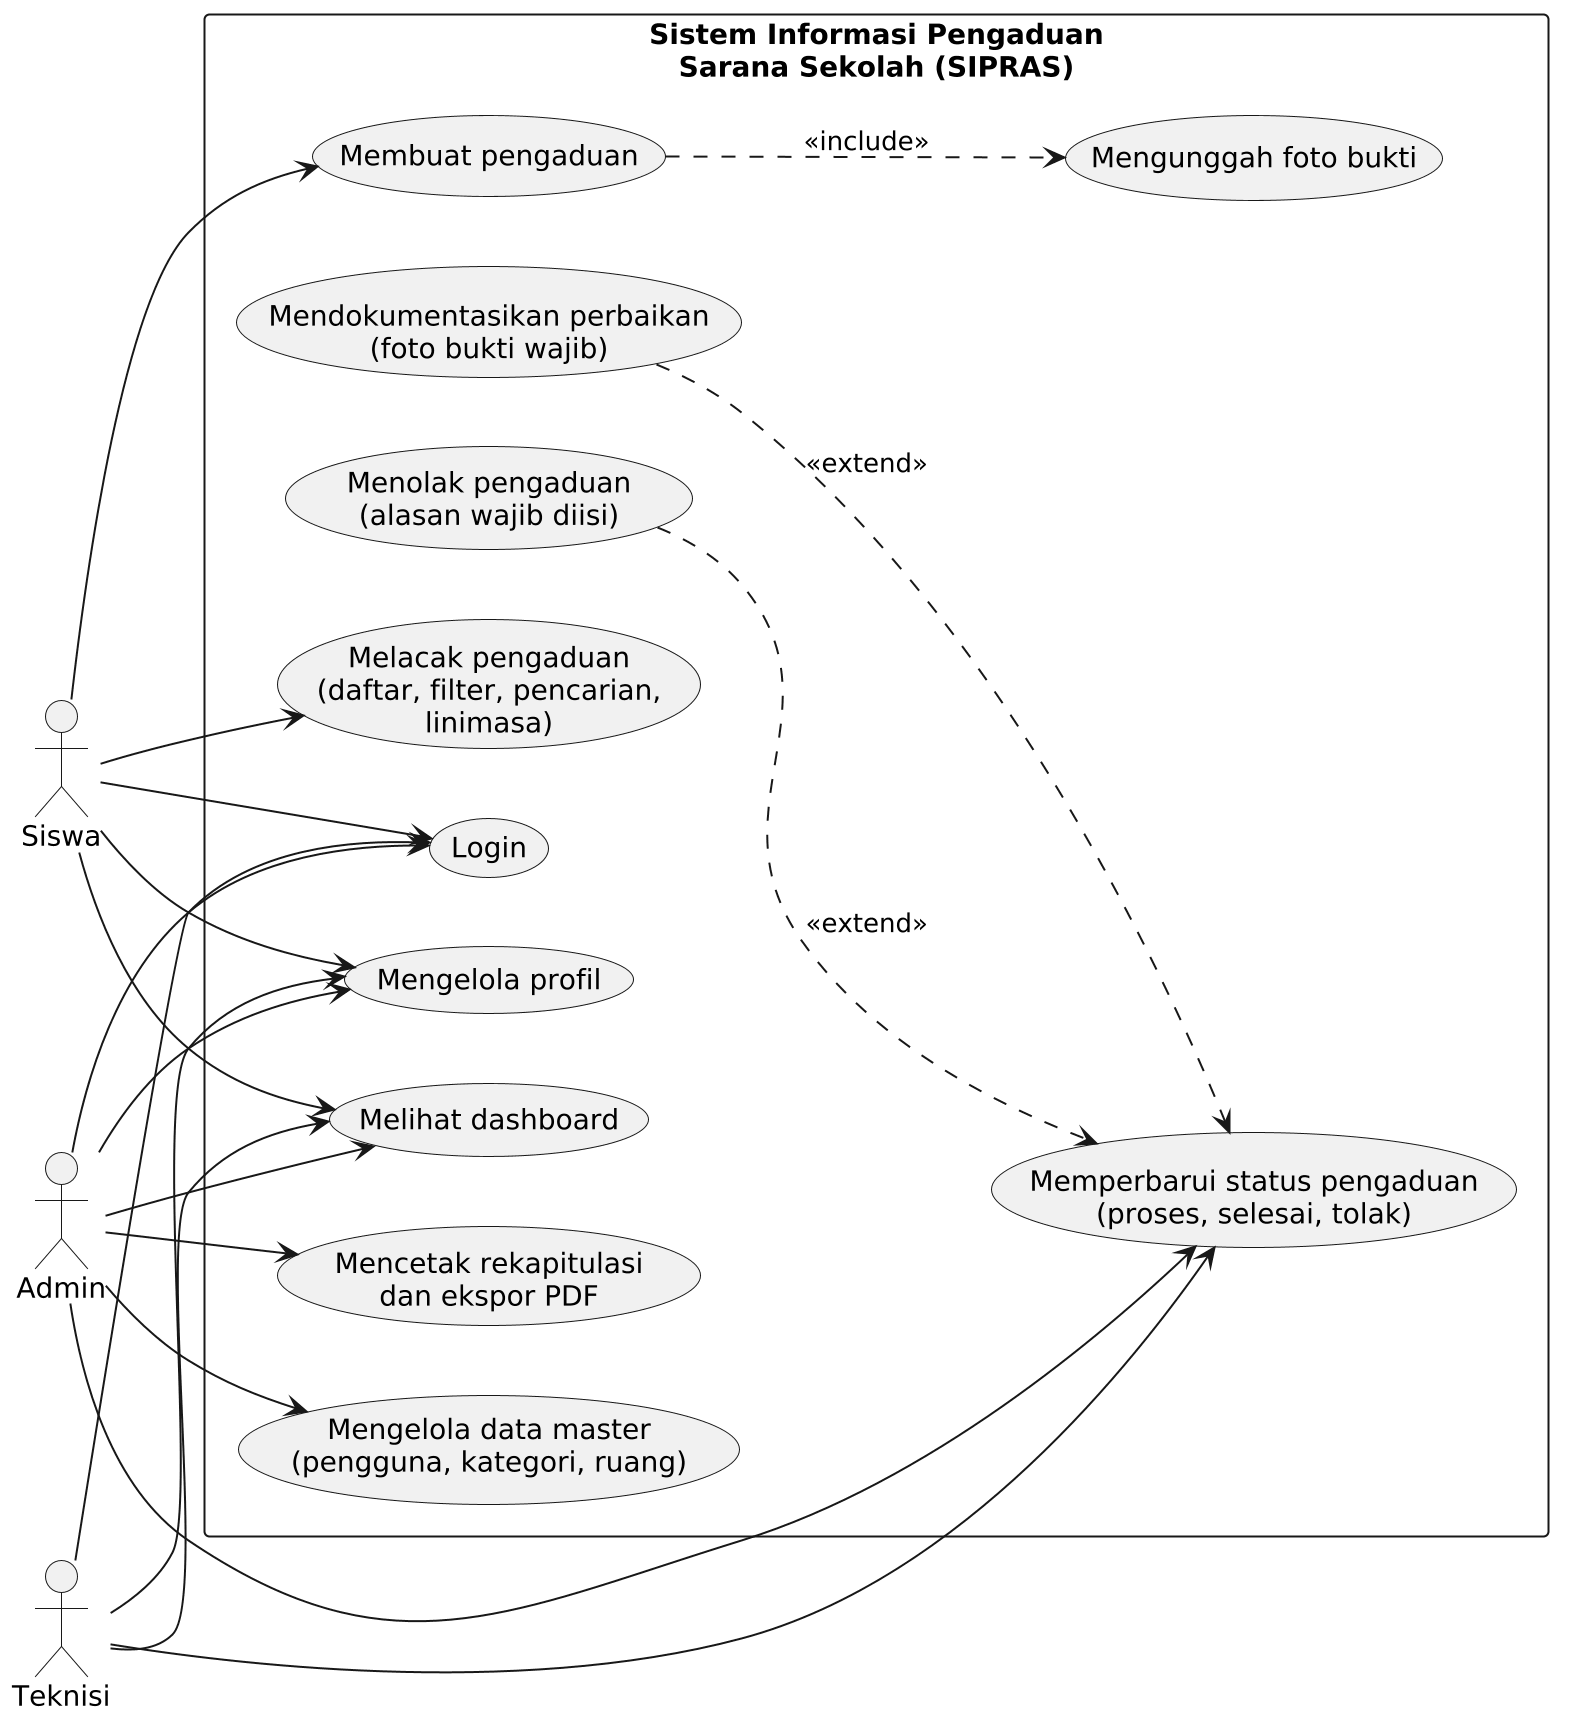 Sistem Informasi Pengaduan
Sarana Sekolah (SIPRAS)
Membuat pengaduan
«include»
Mengunggah foto bukti
Mendokumentasikan perbaikan
(foto bukti wajib)
«extend»
Menolak pengaduan
(alasan wajib diisi)
Melacak pengaduan
(daftar, filter, pencarian,
linimasa)
Siswa
Login
«extend»
Mengelola profil
Melihat dashboard
Memperbarui status pengaduan
(proses, selesai, tolak)
Admin
Mencetak rekapitulasi
dan ekspor PDF
Mengelola data master
(pengguna, kategori, ruang)
Teknisi